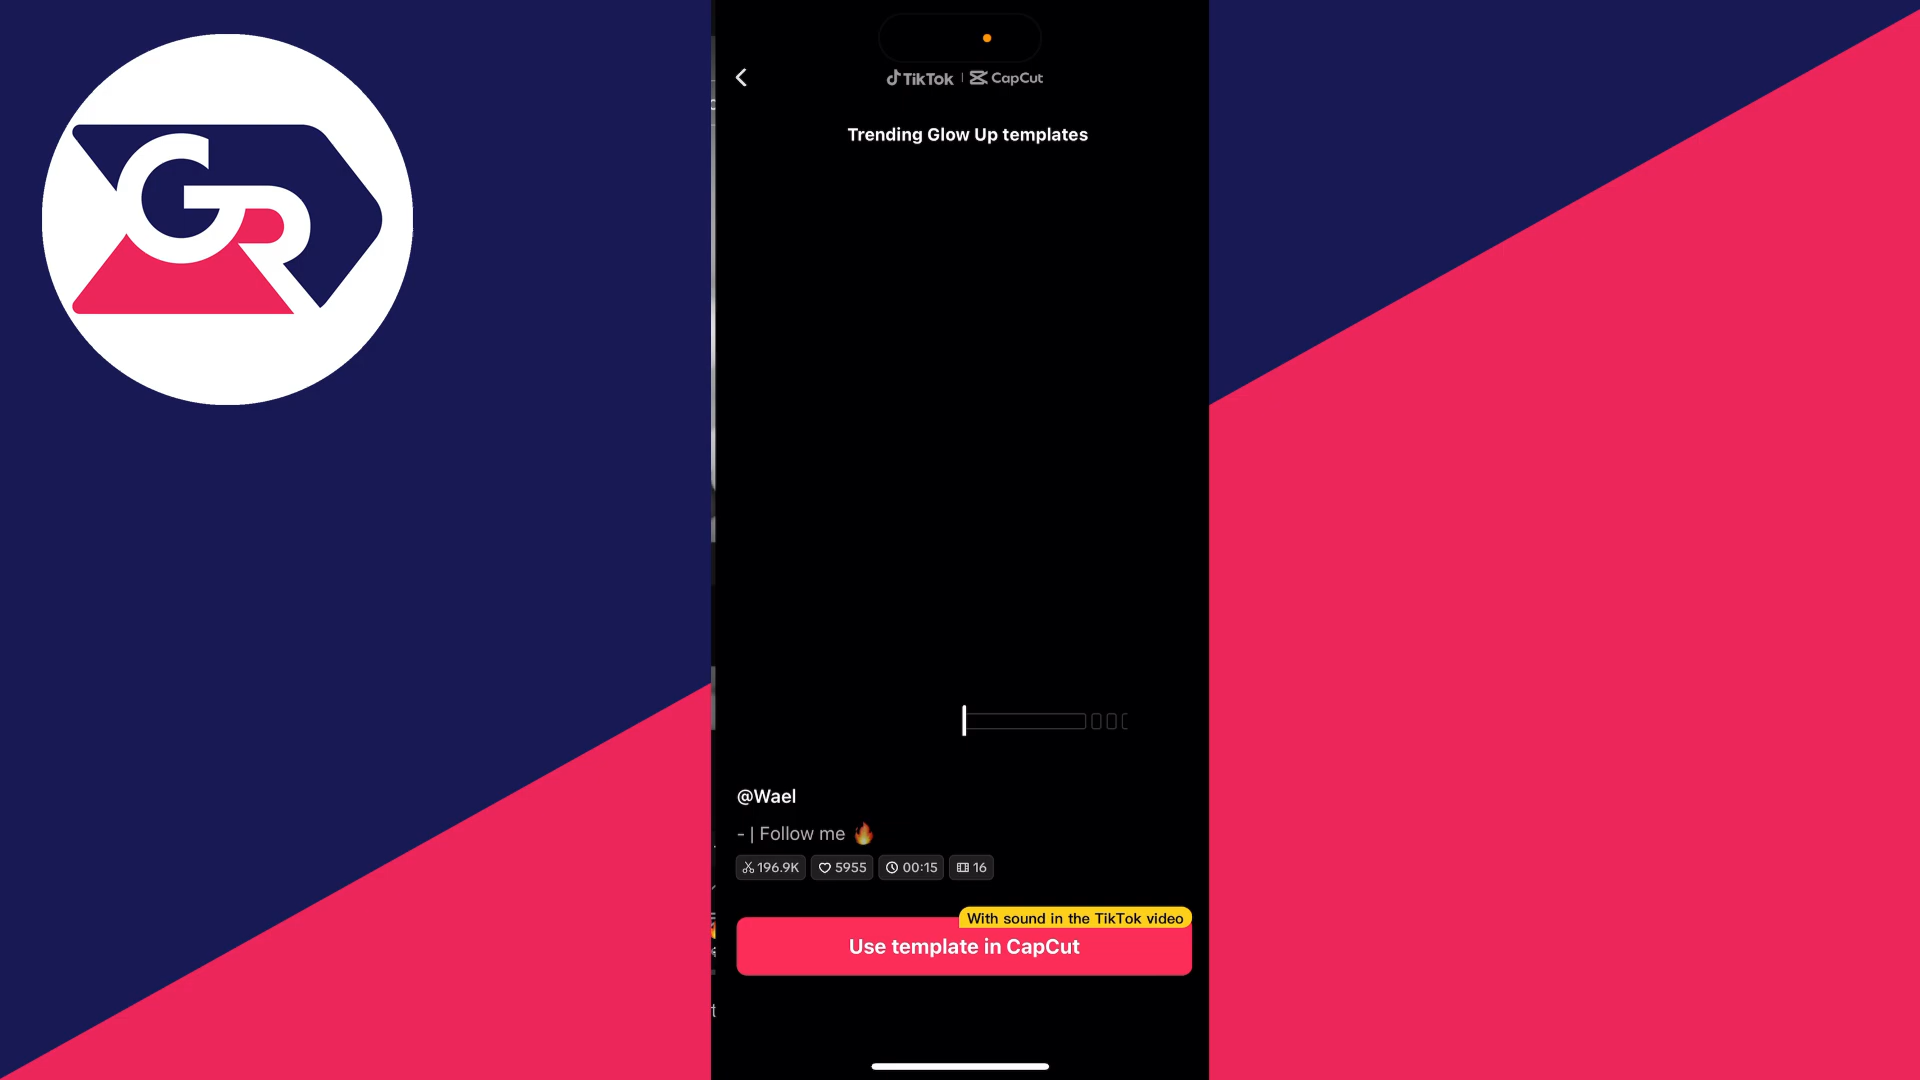 GR
TikTok | CapCut
Trending Glow Up templates
@Wael
- | Follow me 🔥
196.9K 5955 00:15 16
With sound in the TikTok video
Use template in CapCut